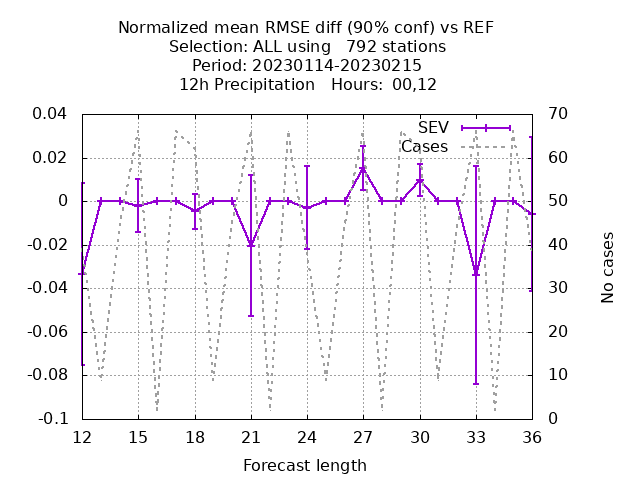 Normalized mean RMSE diff (90% conf) vs REF
Selection: ALL using   792 stations
Period: 20230114-20230215
12h Precipitation   Hours:  00,12
0.04
0.02
0
-0.02
-0.04
-0.06
-0.08
-0.1
SEV
Cases
70
60
50
40
30
20
10
0
No cases
12 15 18 21 24 27 30 33 36
Forecast length